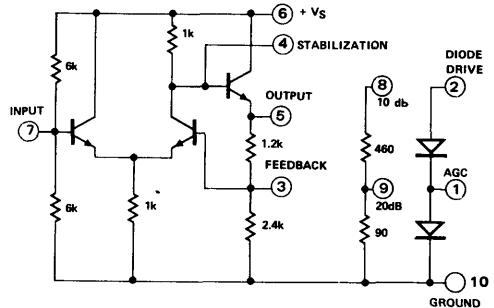 6 + VS
1k
4 STABILIZATION
6k
DIODE
DRIVE
2
8
10 db
OUTPUT
5
INPUT
7
1.2k
460
FEEDBACK
3
AGC
1
9
20dB
6k
1k
2.4k
90
10
GROUND